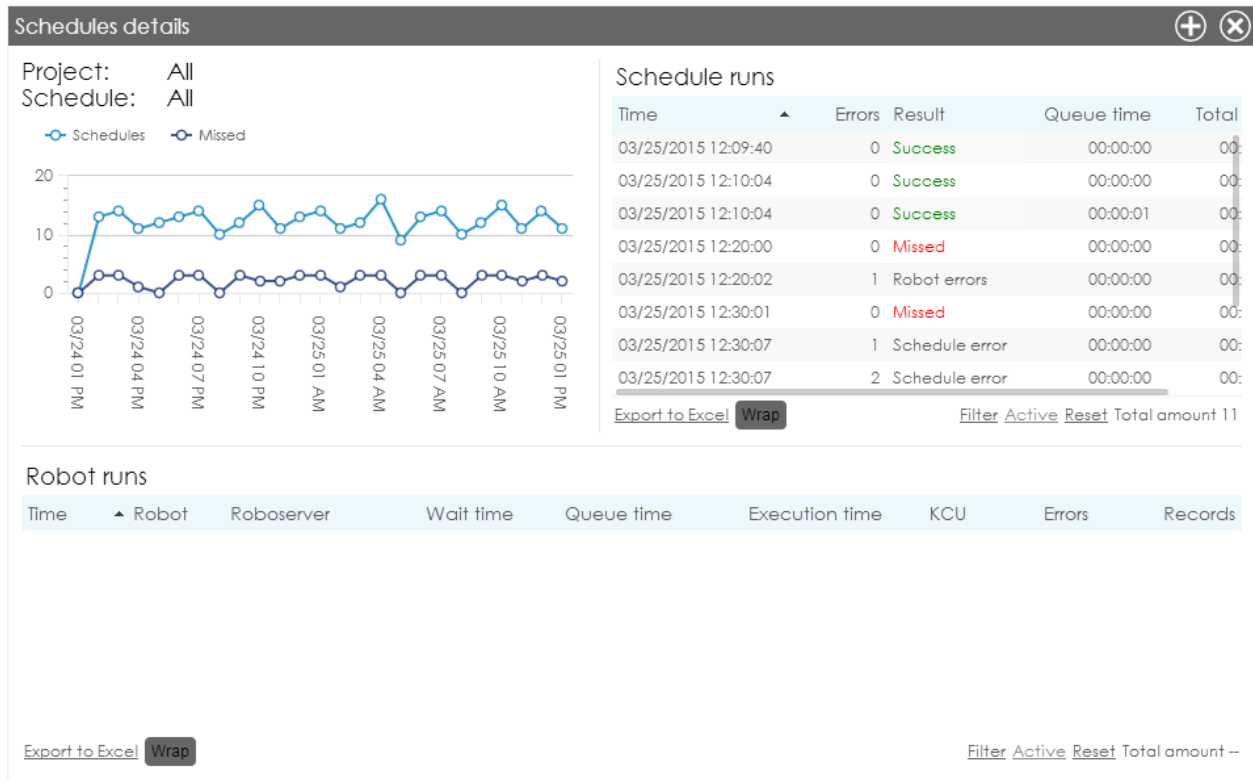 Schedules details
Project: All
Schedule: All
Schedules Missed
20
10
0
03/24 01 PM
03/24 04 PM
03/24 07 PM
03/24 10 PM
03/25 01 AM
03/25 04 AM
03/25 07 AM
03/25 10 AM
03/25 01 PM
Schedule runs
Time Errors Result Queue time Total
03/25/2015 12:09:40 0 Success 00:00:00 00:
03/25/2015 12:10:04 0 Success 00:00:00 00:
03/25/2015 12:10:04 0 Success 00:00:01 00:
03/25/2015 12:20:00 0 Missed 00:00:00 00:
03/25/2015 12:20:02 1 Robot errors 00:00:00 00:
03/25/2015 12:30:01 0 Missed 00:00:00 00:
03/25/2015 12:30:07 1 Schedule error 00:00:00 00:
03/25/2015 12:30:07 2 Schedule error 00:00:00 00:
Export to Excel Wrap Filter Active Reset Total amount 11
Robot runs
Time Robot Roboserver Wait time Queue time Execution time KCU Errors Records
Export to Excel Wrap Filter Active Reset Total amount --